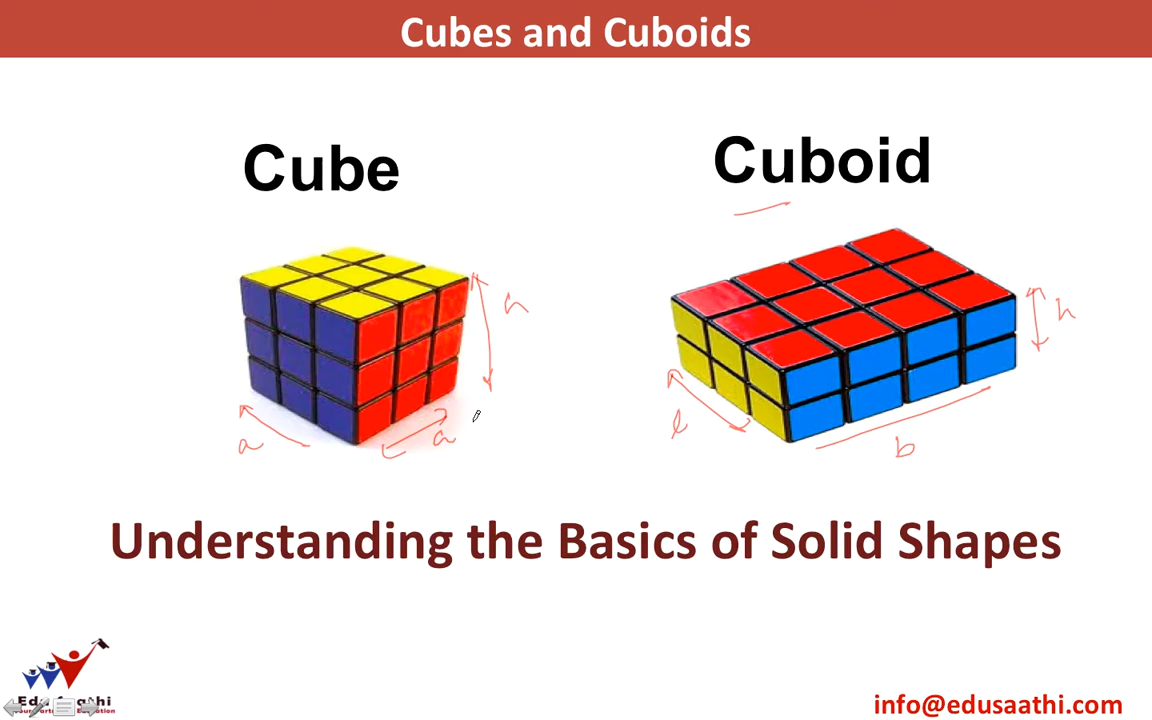 Cubes and Cuboids
Cube
Cuboid
a
a
h
l
b
Understanding the Basics of Solid Shapes
info@edusaathi.com